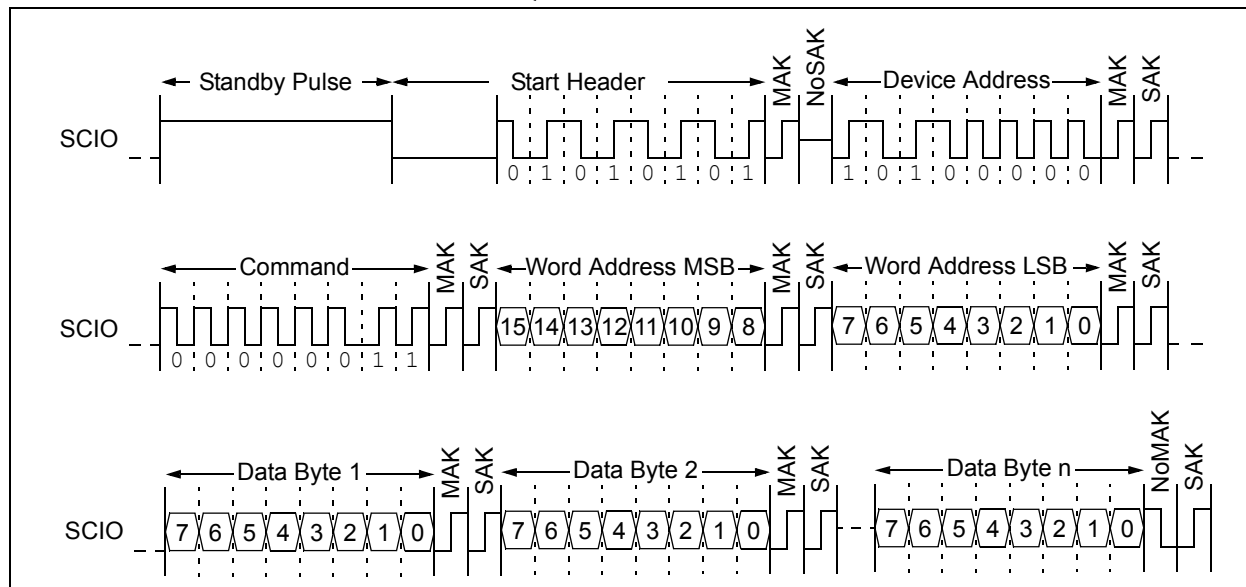 Standby Pulse Start Header MAK NoSAK Device Address MAK SAK
SCIO
0 1 0 1 0 1 0 1 1 0 1 0 0 0 0 0
Command MAK SAK Word Address MSB MAK SAK Word Address LSB MAK SAK
SCIO 15 14 13 12 11 10 9 8 7 6 5 4 3 2 1 0
0 0 0 0 0 0 1 1
Data Byte 1 MAK SAK Data Byte 2 MAK SAK Data Byte n NoMAK SAK
SCIO 7 6 5 4 3 2 1 0 7 6 5 4 3 2 1 0 7 6 5 4 3 2 1 0